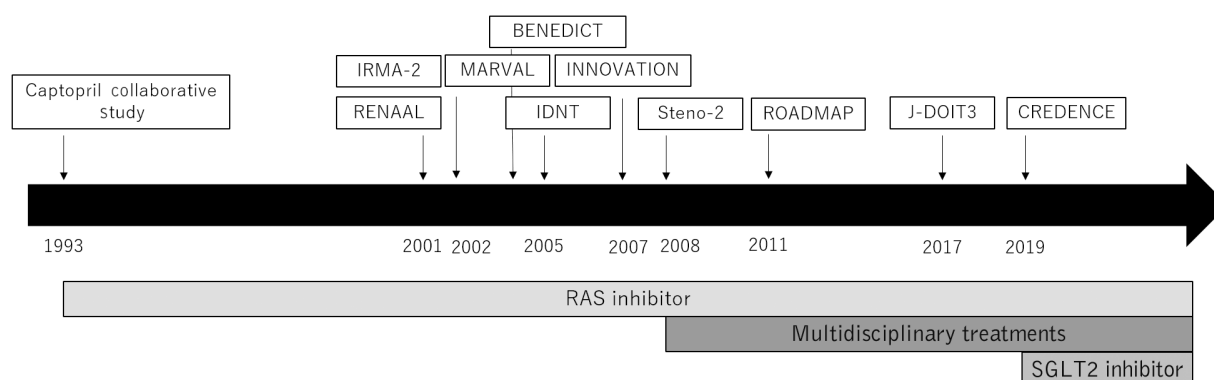 BENEDICT
IRMA-2
MARVAL
INNOVATION
Captopril collaborative
study
RENAAL
IDNT
Steno-2
ROADMAP
J-DOIT3
CREDENCE
1993
2001
2002
2005
2007
2008
2011
2017
2019
RAS inhibitor
Multidisciplinary treatments
SGLT2 inhibitor